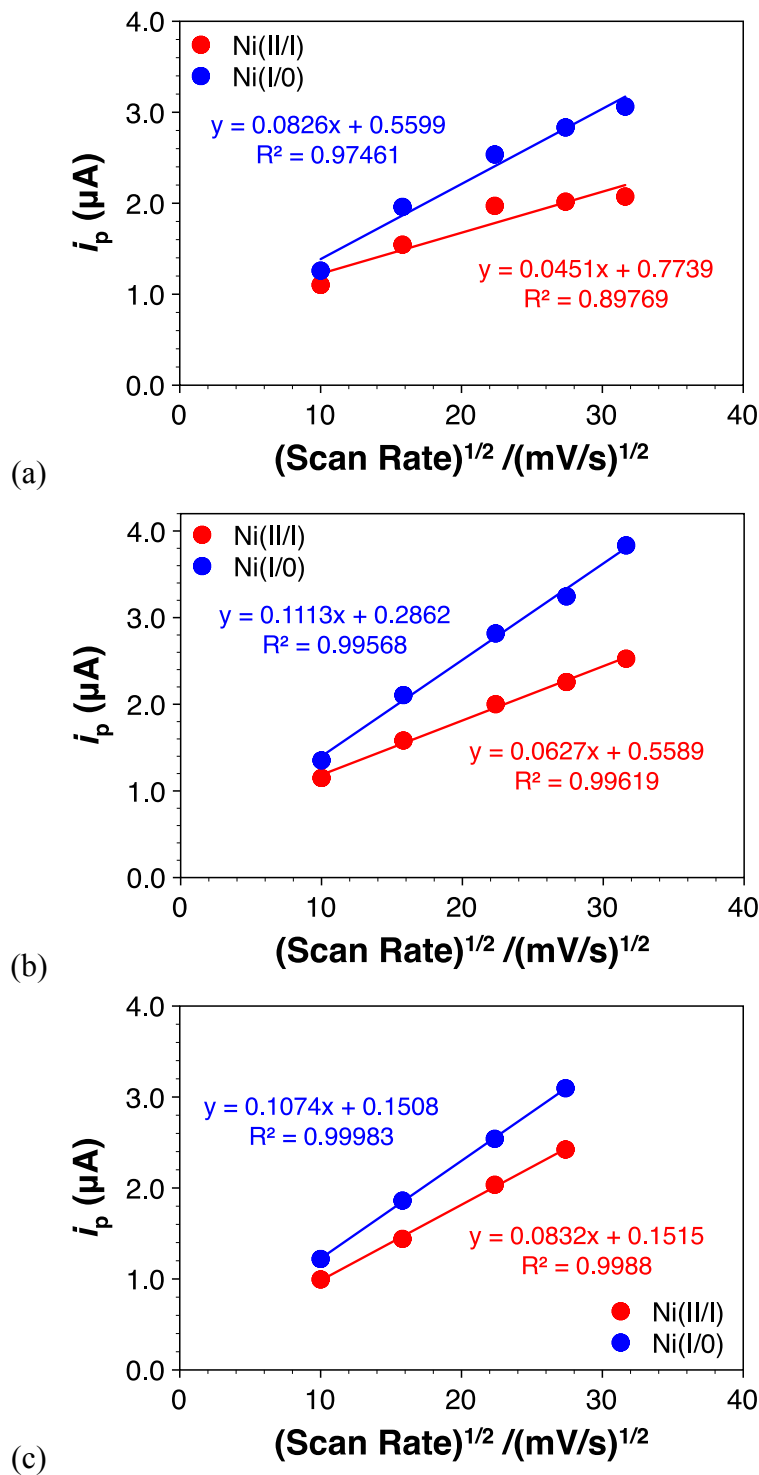 4.0
Ni(II/I)
Ni(I/0)
y = 0.0826x + 0.5599
R² = 0.97461
3.0
2.0
y = 0.0451x + 0.7739
R² = 0.89769
1.0
0.0
iₚ (µA)
0 10 20 30 40
(Scan Rate)¹/² /(mV/s)¹/²
(a)
4.0
Ni(II/I)
Ni(I/0)
y = 0.1113x + 0.2862
R² = 0.99568
3.0
2.0
y = 0.0627x + 0.5589
R² = 0.99619
1.0
0.0
iₚ (µA)
0 10 20 30 40
(Scan Rate)¹/² /(mV/s)¹/²
(b)
4.0
3.0
y = 0.1074x + 0.1508
R² = 0.99983
2.0
y = 0.0832x + 0.1515
R² = 0.9988
1.0
Ni(II/I)
Ni(I/0)
0.0
iₚ (µA)
0 10 20 30 40
(Scan Rate)¹/² /(mV/s)¹/²
(c)